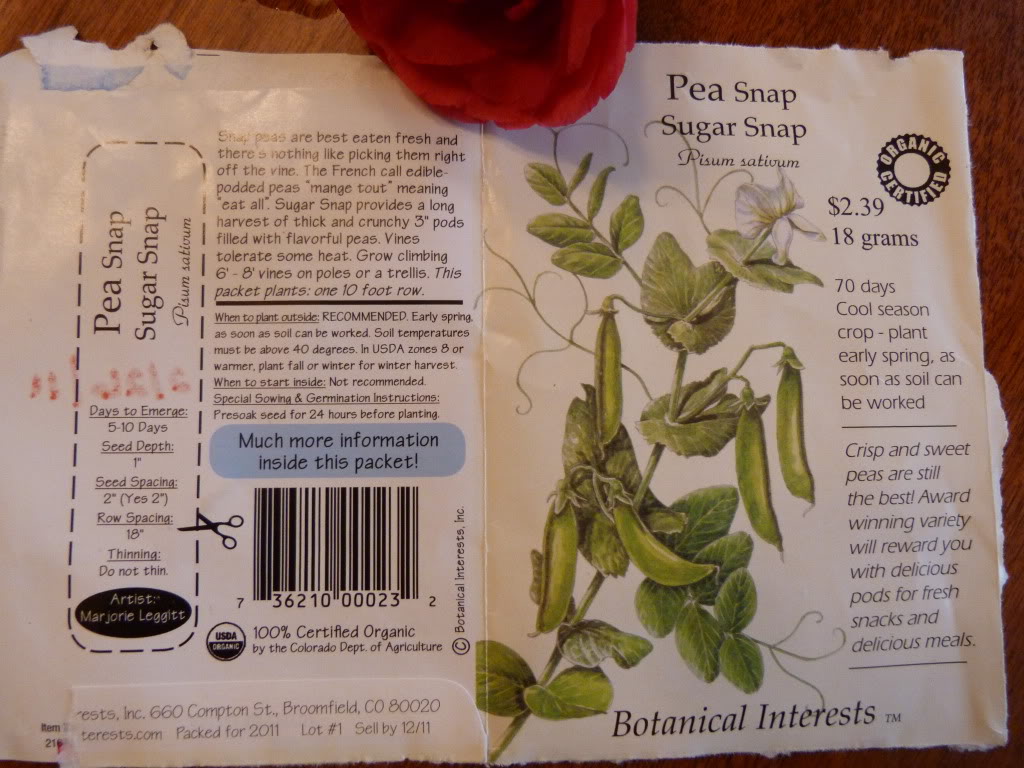 Pea Snap
Sugar Snap
Pisum sativum
Days to Emerge:
5-10 Days
Seed Depth:
1"
Seed Spacing:
2" (Yes 2")
Row Spacing:
18"
Thinning:
Do not thin.
Artist:
Marjorie Leggitt
Snap peas are best eaten fresh and
there's nothing like picking them right
off the vine. The French call edible-
podded peas "mange tout" meaning
"eat all". Sugar Snap provides a long
harvest of thick and crunchy 3" pods
filled with flavorful peas. Vines
tolerate some heat. Grow climbing
6' - 8' vines on poles or a trellis. This
packet plants: one 10 foot row.
When to plant outside: RECOMMENDED. Early spring,
as soon as soil can be worked. Soil temperatures
must be above 40 degrees. In USDA zones 8 or
warmer, plant fall or winter for winter harvest.
When to start inside: Not recommended.
Special Sowing & Germination Instructions:
Presoak seed for 24 hours before planting.
Much more information
inside this packet!
7 36210 00023 2
© Botanical Interests, Inc.
USDA
ORGANIC
100% Certified Organic
by the Colorado Dept. of Agriculture
rests, Inc. 660 Compton St., Broomfield, CO 80020
terests.com Packed for 2011 Lot #1 Sell by 12/11
Item
Pea Snap
Sugar Snap
Pisum sativum
ORGANIC
CERTIFIED
$2.39
18 grams
70 days
Cool season
crop - plant
early spring, as
soon as soil can
be worked
Crisp and sweet
peas are still
the best! Award
winning variety
will reward you
with delicious
pods for fresh
snacks and
delicious meals.
Botanical Interests TM